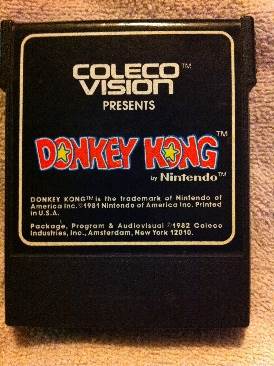 COLECO™
VISION
PRESENTS
DONKEY KONG™
by Nintendo™
DONKEY KONG™ is the trademark of Nintendo of
America Inc. ©1981 Nintendo of America Inc. Printed
in U.S.A.
Package, Program & Audiovisual ©1982 Coleco
Industries, Inc., Amsterdam, New York 12010.